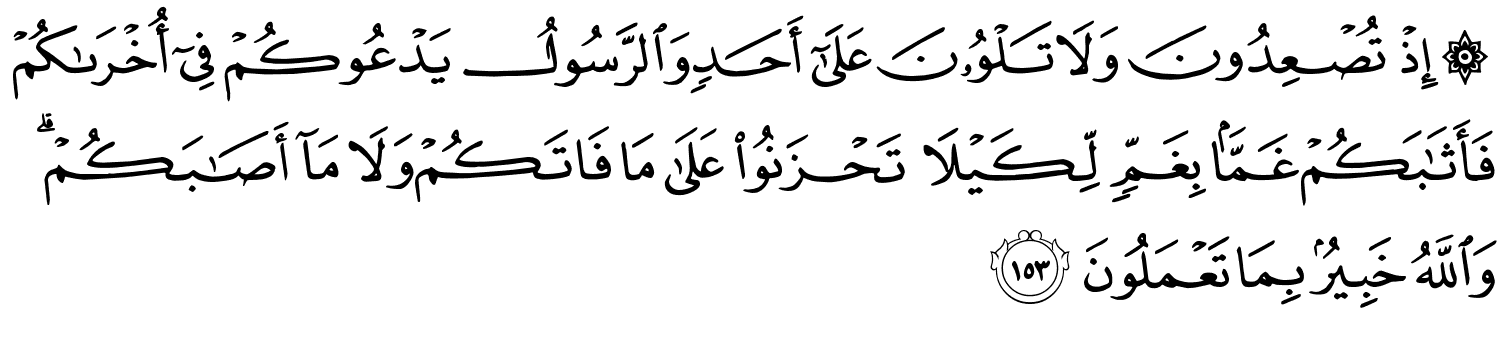 ۞ إِذْ تُصْعِدُونَ وَلَا تَلْوُۥنَ عَلَىٰٓ أَحَدٍ وَٱلرَّسُولُ يَدْعُوكُمْ فِىٓ أُخْرَىٰكُمْ
فَأَثَـٰبَكُمْ غَمًّۢا بِغَمٍّ لِّكَيْلَا تَحْزَنُوا۟ عَلَىٰ مَا فَاتَكُمْ وَلَا مَآ أَصَـٰبَكُمْ ۗ
وَٱللَّهُ خَبِيرٌۢ بِمَا تَعْمَلُونَ ١٥٣